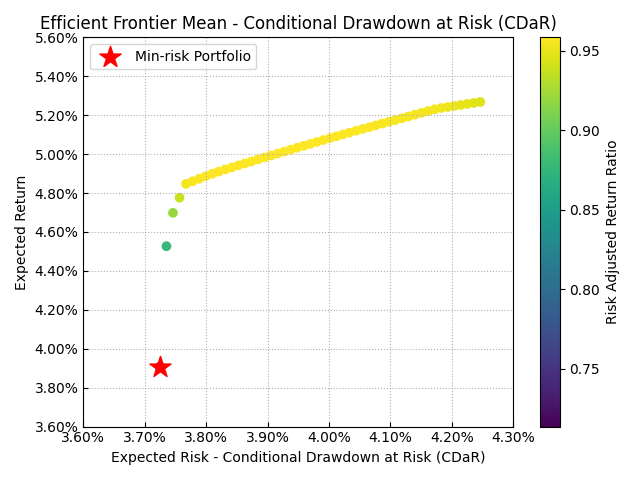 Efficient Frontier Mean - Conditional Drawdown at Risk (CDaR)
Min-risk Portfolio
5.60%
5.40%
5.20%
5.00%
4.80%
4.60%
4.40%
4.20%
4.00%
3.80%
3.60%
Expected Return
3.60% 3.70% 3.80% 3.90% 4.00% 4.10% 4.20% 4.30%
Expected Risk - Conditional Drawdown at Risk (CDaR)
0.95
0.90
0.85
0.80
0.75
Risk Adjusted Return Ratio